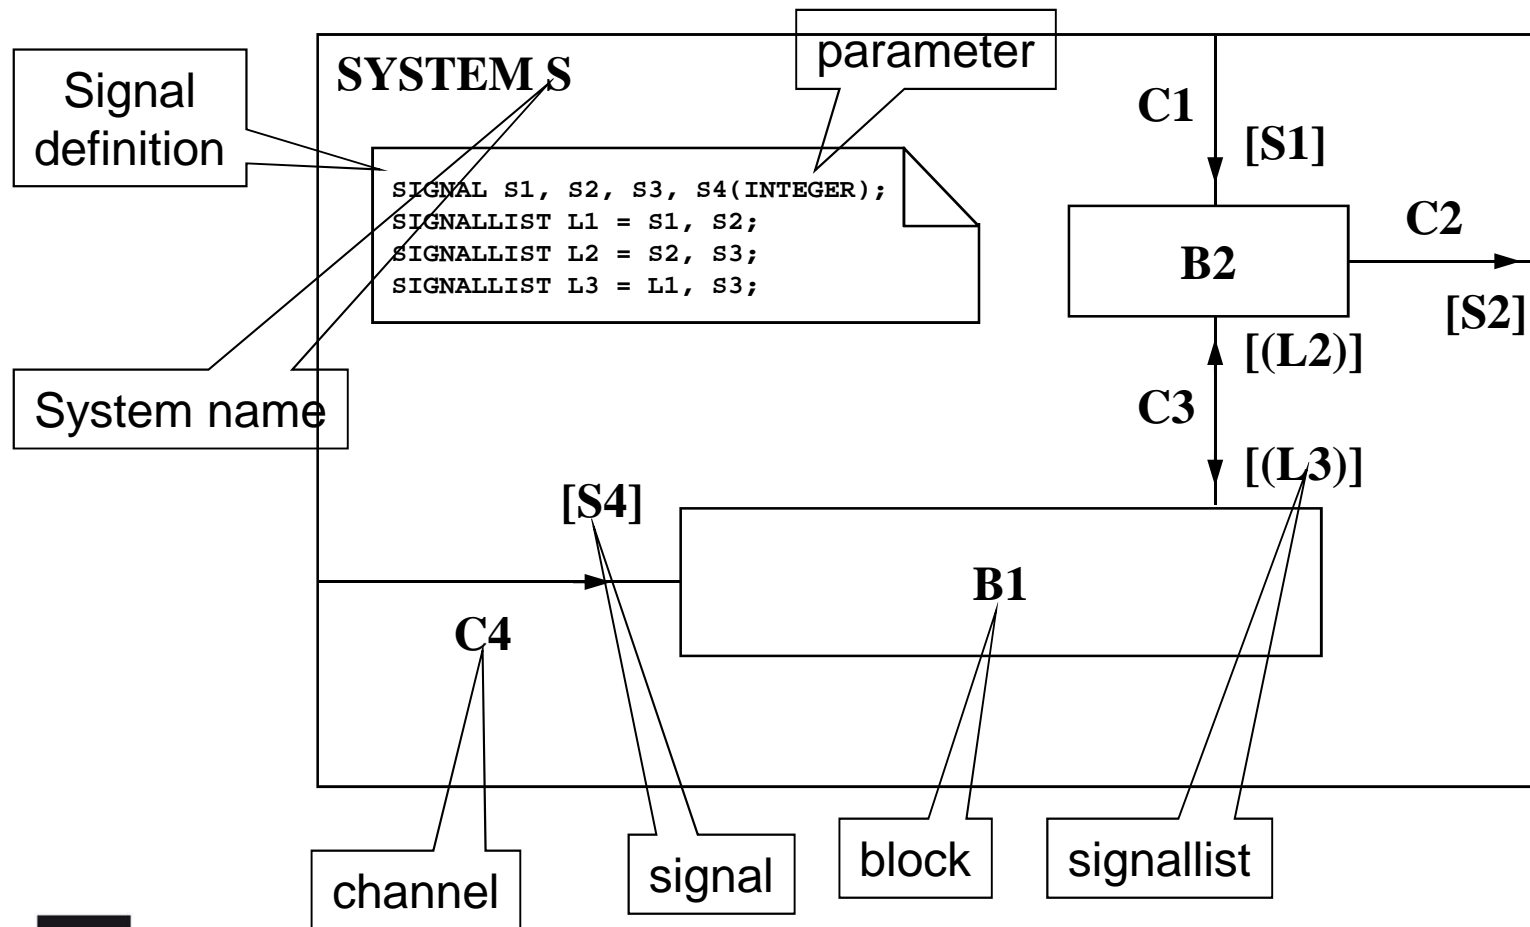 parameter
SYSTEM S
Signal
definition
C1
[S1]
SIGNAL S1, S2, S3, S4(INTEGER);
SIGNALLIST L1 = S1, S2;
SIGNALLIST L2 = S2, S3;
SIGNALLIST L3 = L1, S3;
C2
B2
[S2]
[(L2)]
System name
C3
[(L3)]
[S4]
B1
C4
channel
signal
block
signallist